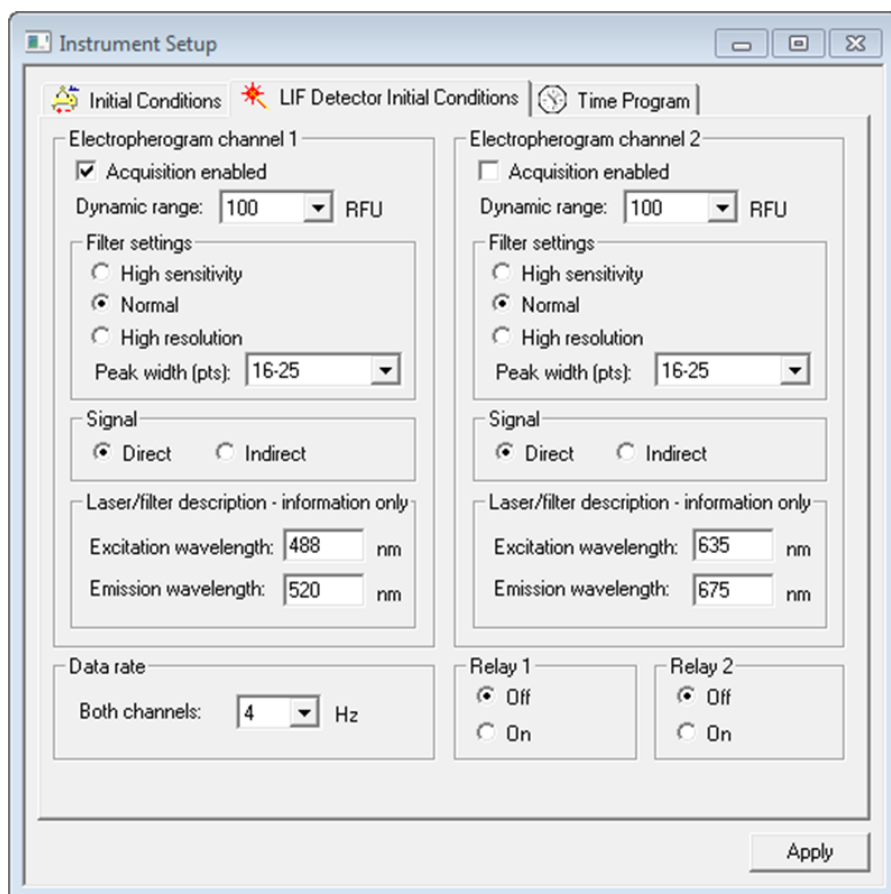 Instrument Setup
Initial Conditions
LIF Detector Initial Conditions
Time Program
Electropherogram channel 1
Acquisition enabled
Dynamic range: 100 RFU
Filter settings
High sensitivity
Normal
High resolution
Peak width (pts): 16-25
Signal
Direct Indirect
Laser/filter description - information only
Excitation wavelength: 488 nm
Emission wavelength: 520 nm
Electropherogram channel 2
Acquisition enabled
Dynamic range: 100 RFU
Filter settings
High sensitivity
Normal
High resolution
Peak width (pts): 16-25
Signal
Direct Indirect
Laser/filter description - information only
Excitation wavelength: 635 nm
Emission wavelength: 675 nm
Data rate
Both channels: 4 Hz
Relay 1
Off
On
Relay 2
Off
On
Apply